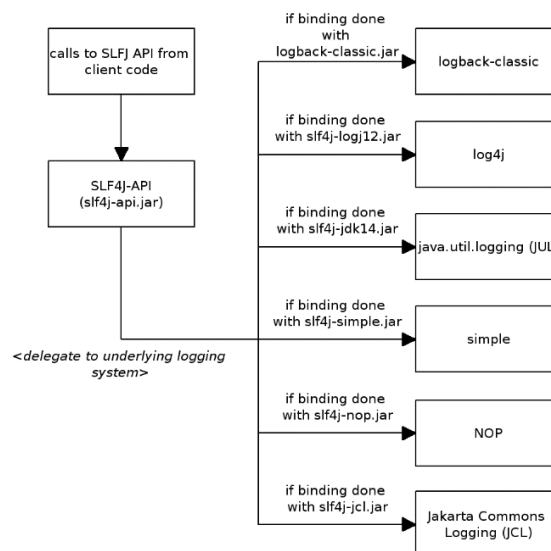 calls to SLFJ API from
client code
SLF4J-API
(slf4j-api.jar)
<delegate to underlying logging
system>
if binding done
with
logback-classic.jar
logback-classic
if binding done
with slf4j-logj12.jar
log4j
if binding done
with slf4j-jdk14.jar
java.util.logging (JUL
if binding done
with slf4j-simple.jar
simple
if binding done
with slf4j-nop.jar
NOP
if binding done
with slf4j-jcl.jar
Jakarta Commons
Logging (JCL)